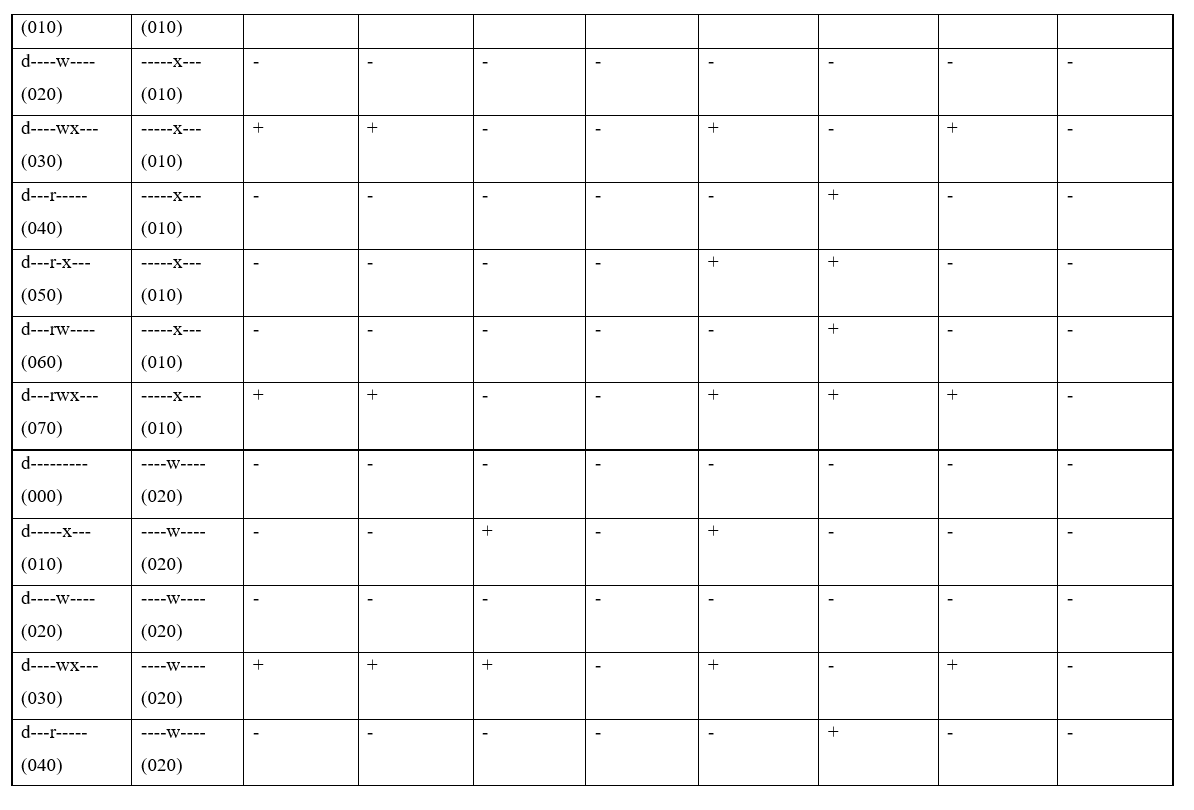 (010) (010)
d----w---- -----x--- - - - - - - - -
(020) (010)
d----wx--- -----x--- + + - - + - + -
(030) (010)
d---r----- -----x--- - - - - - + - -
(040) (010)
d---r-x--- -----x--- - - - - + + - -
(050) (010)
d---rw---- -----x--- - - - - - + - -
(060) (010)
d---rwx--- -----x--- + + - - + + + -
(070) (010)
d--------- ----w---- - - - - - - - -
(000) (020)
d-----x--- ----w---- - - + - + - - -
(010) (020)
d----w---- ----w---- - - - - - - - -
(020) (020)
d----wx--- ----w---- + + + - + - + -
(030) (020)
d---r----- ----w---- - - - - - + - -
(040) (020)